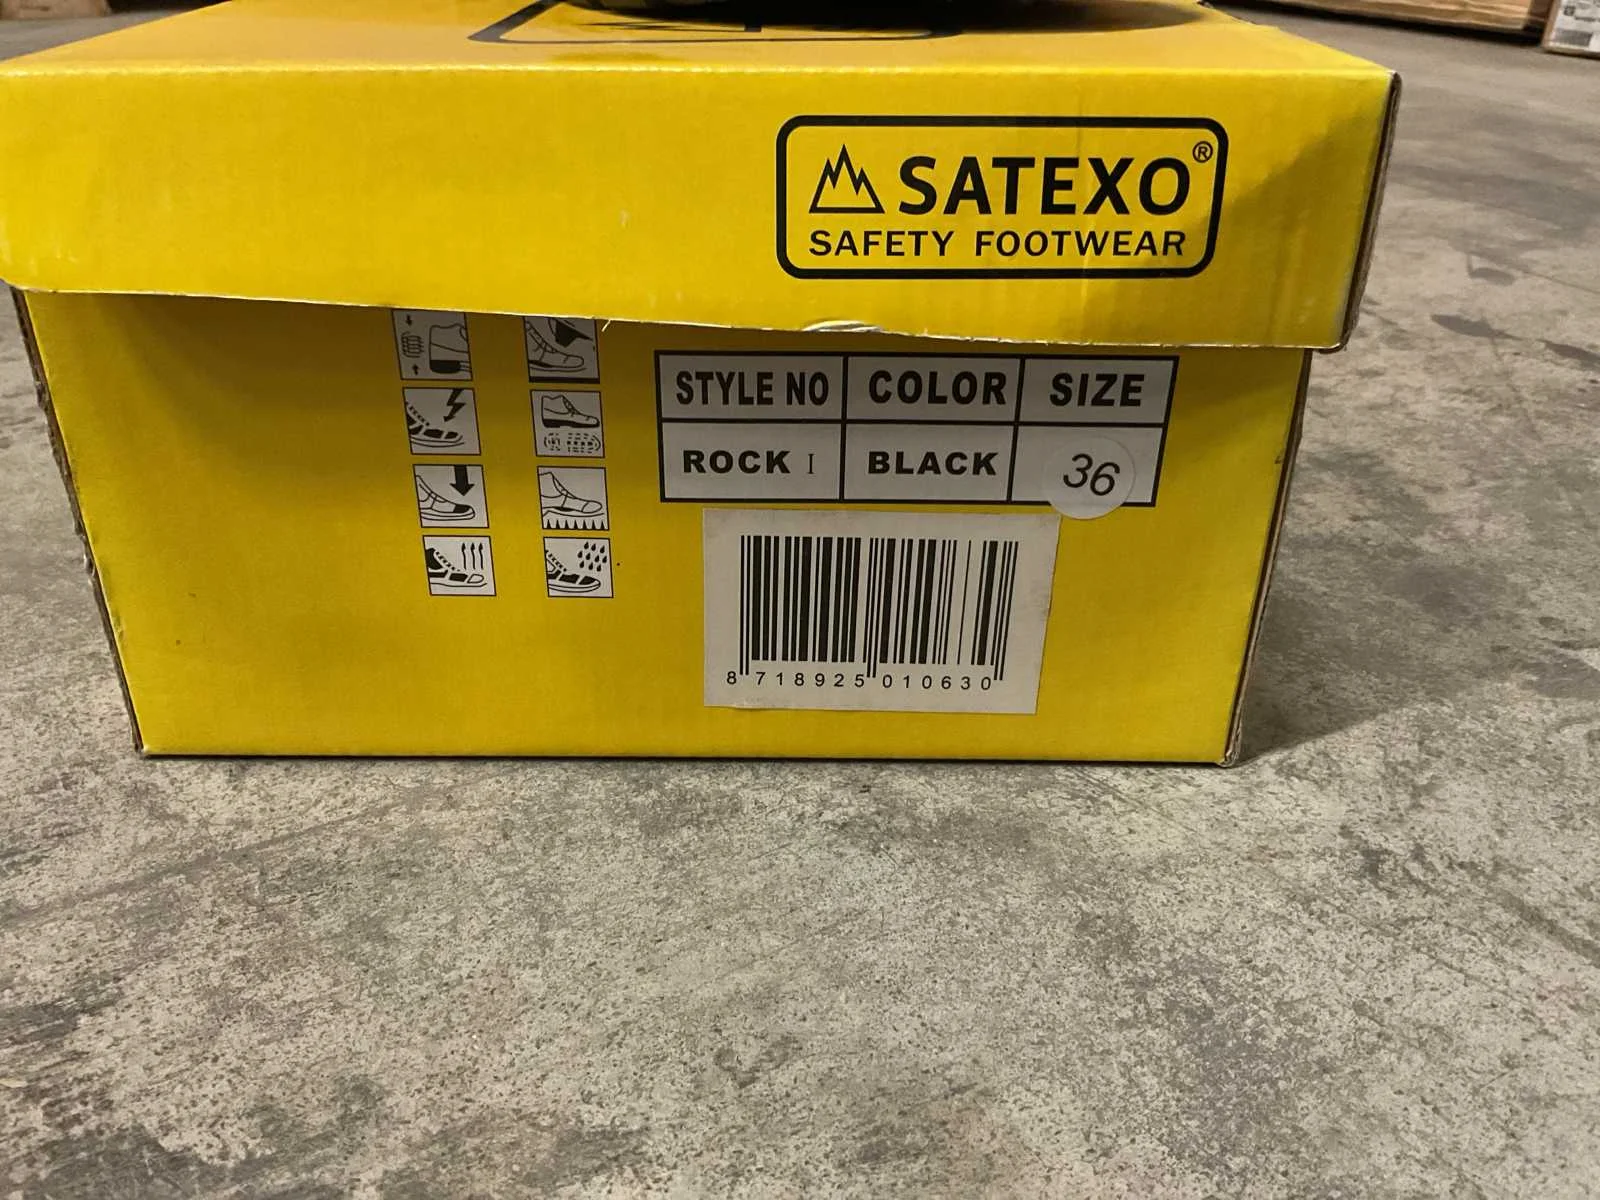 SATEXO®
SAFETY FOOTWEAR
STYLE NO COLOR SIZE
ROCK I BLACK 36
8 718925 010630